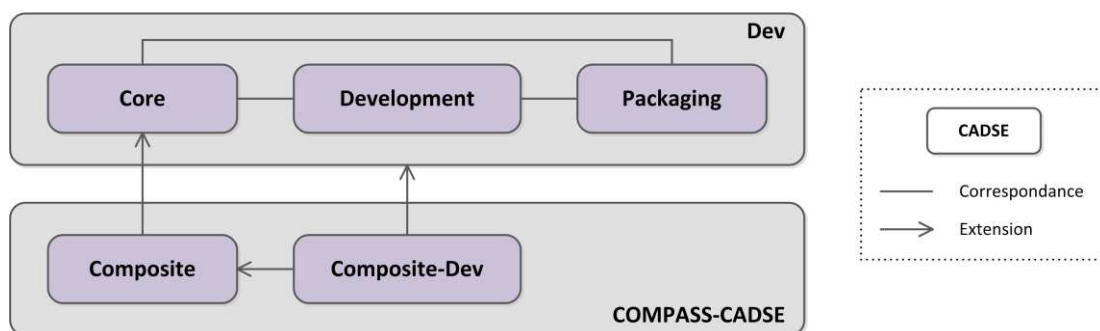 Dev
Core
Development
Packaging
Composite
Composite-Dev
COMPASS-CADSE
CADSE
Correspondance
Extension